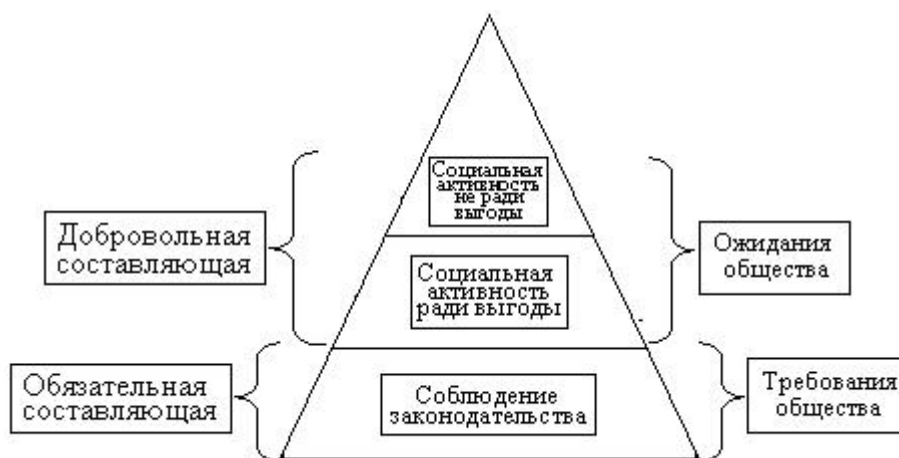 Социальная
активность
не ради
выгоды
Добровольная
составляющая
Ожидания
общества
Социальная
активность
ради выгоды
Обязательная
составляющая
Соблюдение
законодательства
Требования
общества